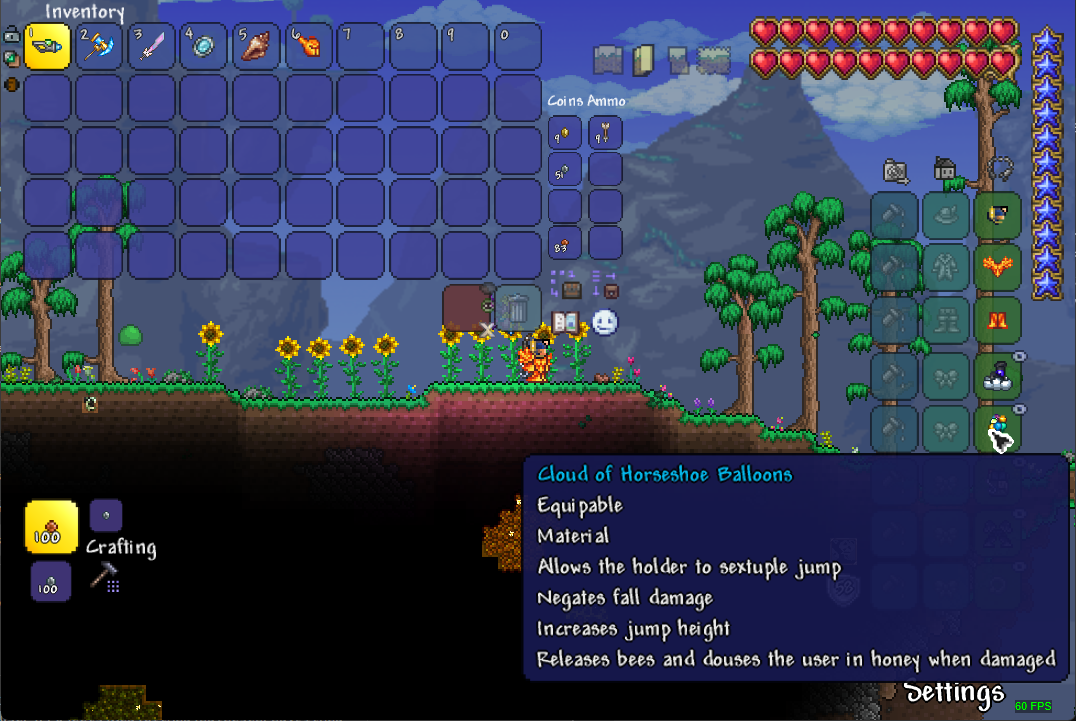 Inventory
1 2 3 4 5 6 7 8 9 0
Coins Ammo
9 9
51
83
100
Crafting
100
Cloud of Horseshoe Balloons
Equipable
Material
Allows the holder to sextuple jump
Negates fall damage
Increases jump height
Releases bees and douses the user in honey when damaged
Settings
60 FPS